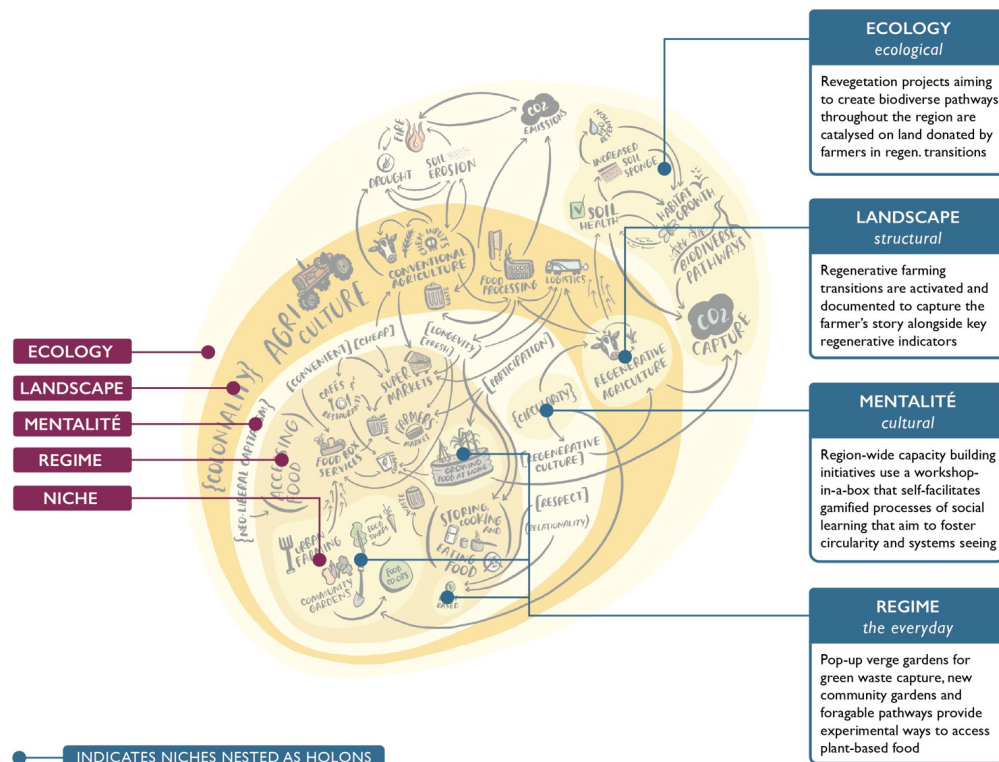 ECOLOGY
ecological
Revegetation projects aiming
to create biodiverse pathways
throughout the region are
catalysed on land donated by
farmers in regen. transitions
LANDSCAPE
structural
Regenerative farming
transitions are activated and
documented to capture the
farmer's story alongside key
regenerative indicators
MENTALITÉ
cultural
Region-wide capacity building
initiatives use a workshop-
in-a-box that self-facilitates
gamified processes of social
learning that aim to foster
circularity and systems seeing
REGIME
the everyday
Pop-up verge gardens for
green waste capture, new
community gardens and
foragable pathways provide
experimental ways to access
plant-based food
ECOLOGY
LANDSCAPE
MENTALITÉ
REGIME
NICHE
FIRE
CO2
EMISSIONS
DROUGHT
SOIL
EROSION
INCREASED
SOIL
SPONGE
SOIL
HEALTH
HABITAT
GROWTH
BIODIVERSE
PATHWAYS
CO2
CAPTURE
AGRI
CULTURE
CHEM INPUTS
CONVENTIONAL
AGRICULTURE
FOOD
PROCESSING
LOGISTICS
REGENERATIVE
AGRICULTURE
{COLONIALITY}
{NEO-LIBERAL CAPITALISM}
[CONVENIENT]
[CHEAP]
[LONGEVITY]
[FRESH]
[PARTICIPATION]
{CIRCULARITY}
[REGENERATIVE
CULTURE]
[RESPECT]
(RELATIONALITY)
ACCESSING
FOOD
CAFÉS
RESTAURANTS
SUPER
MARKETS
FARMERS
MARKET
FOOD BOX
SERVICES
GROWING
FOOD AT HOME
STORING,
COOKING
AND
EATING
FOOD
BASED
URBAN
FARMING
FOOD
SWAPS
COMMUNITY
GARDENS
FOOD
CO-OPS
INDICATES NICHES NESTED AS HOLONS